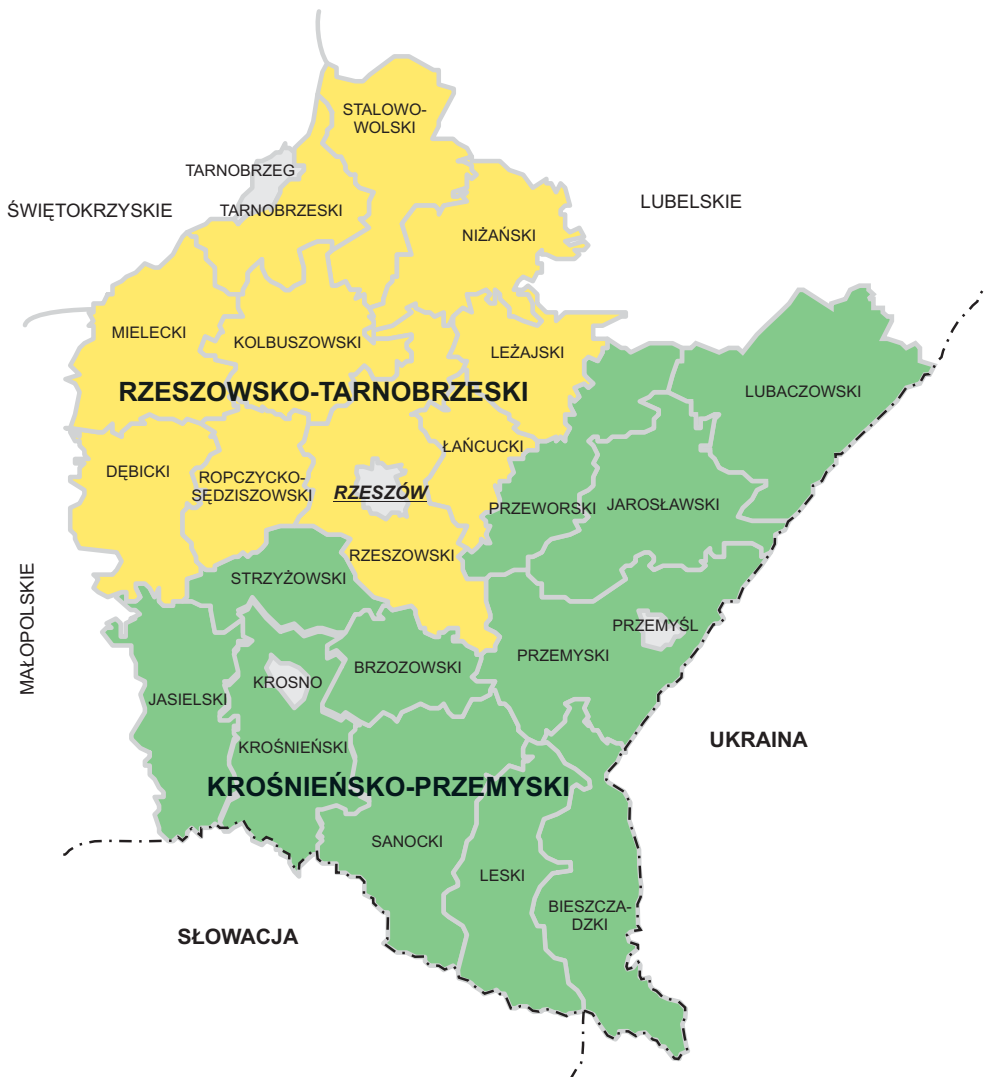 STALOWO-
WOLSKI
TARNOBRZEG
ŚWIĘTOKRZYSKIE
TARNOBRZESKI
LUBELSKIE
NIŻAŃSKI
MIELECKI
KOLBUSZOWSKI
LEŻAJSKI
RZESZOWSKO-TARNOBRZESKI
LUBACZOWSKI
DĘBICKI
ROPCZYCKO-
SĘDZISZOWSKI
RZESZÓW
ŁAŃCUCKI
PRZEWORSKI
JAROSŁAWSKI
RZESZOWSKI
STRZYŻOWSKI
MAŁOPOLSKIE
PRZEMYŚL
PRZEMYSKI
BRZOZOWSKI
KROSNO
JASIELSKI
KROŚNIEŃSKI
UKRAINA
KROŚNIEŃSKO-PRZEMYSKI
SANOCKI
LESKI
BIESZCZA-
DZKI
SŁOWACJA